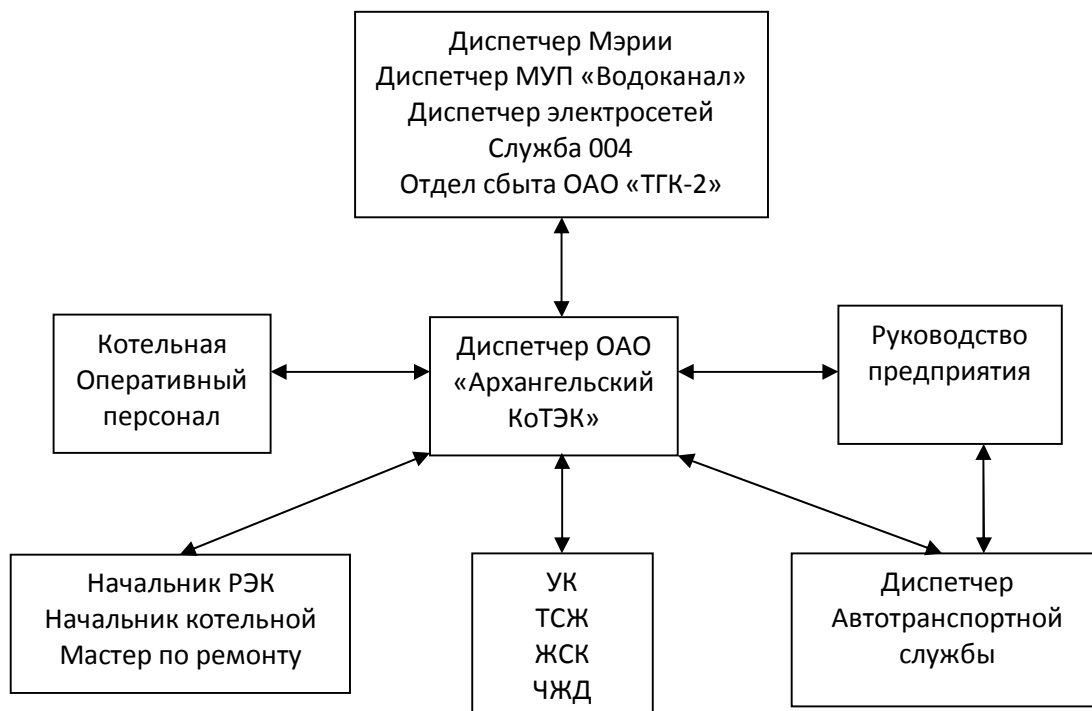 Диспетчер Мэрии
Диспетчер МУП «Водоканал»
Диспетчер электросетей
Служба 004
Отдел сбыта ОАО «ТГК-2»
Котельная
Оперативный
персонал
Диспетчер ОАО
«Архангельский
КоТЭК»
Руководство
предприятия
Начальник РЭК
Начальник котельной
Мастер по ремонту
УК
ТСЖ
ЖСК
ЧЖД
Диспетчер
Автотранспортной
службы